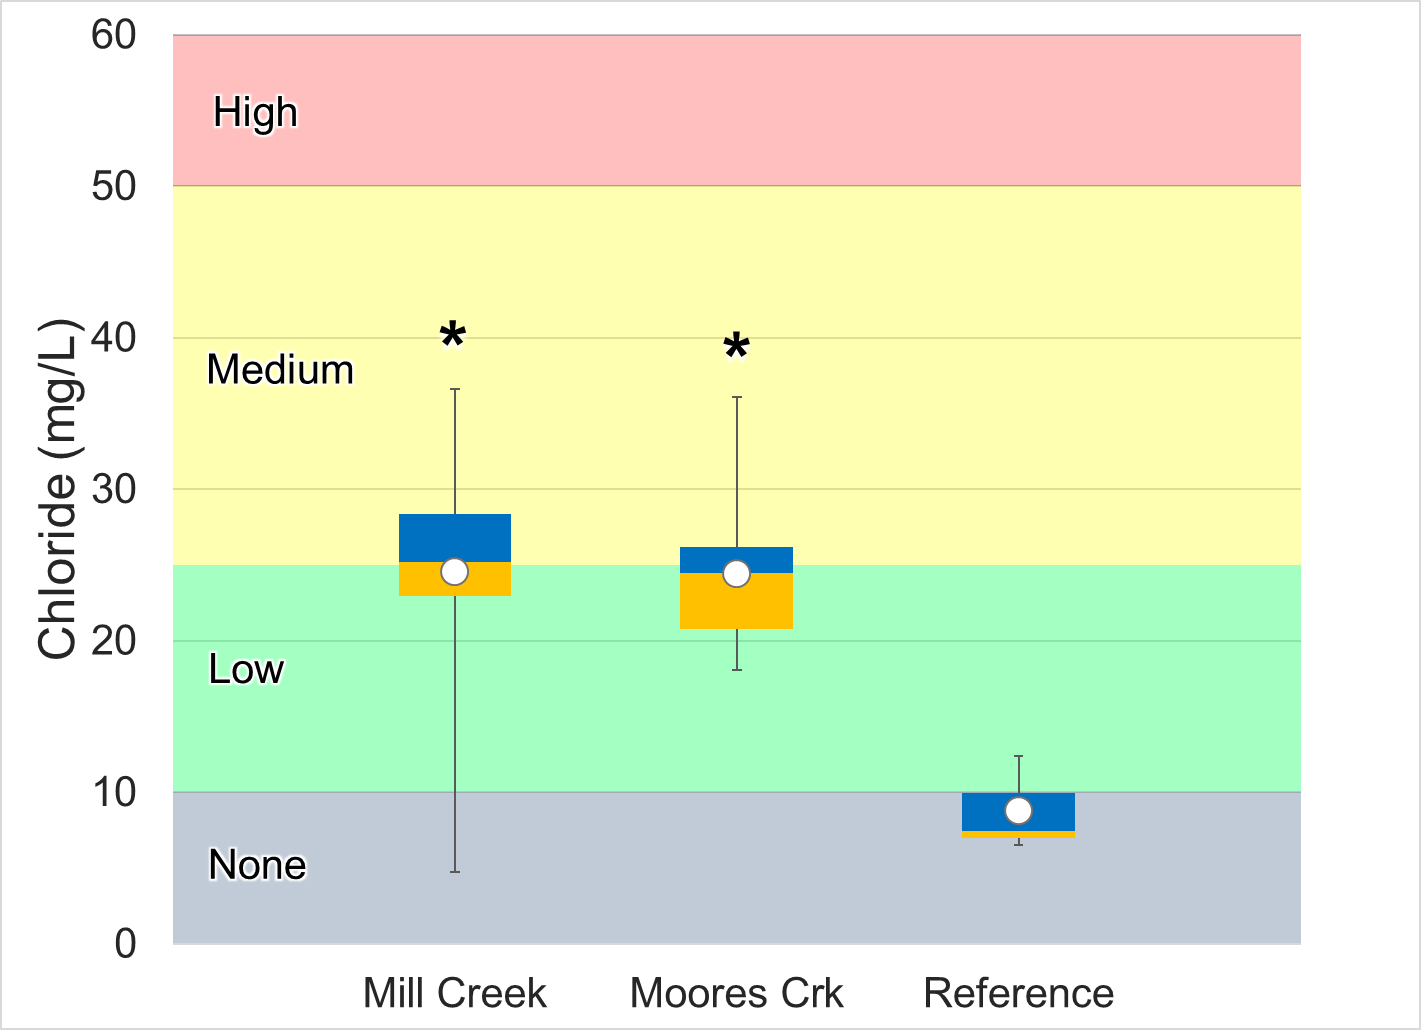 60
High
50
*
*
40
Medium
30
Chloride (mg/L)
20
Low
10
None
0
Mill Creek
Moores Crk
Reference